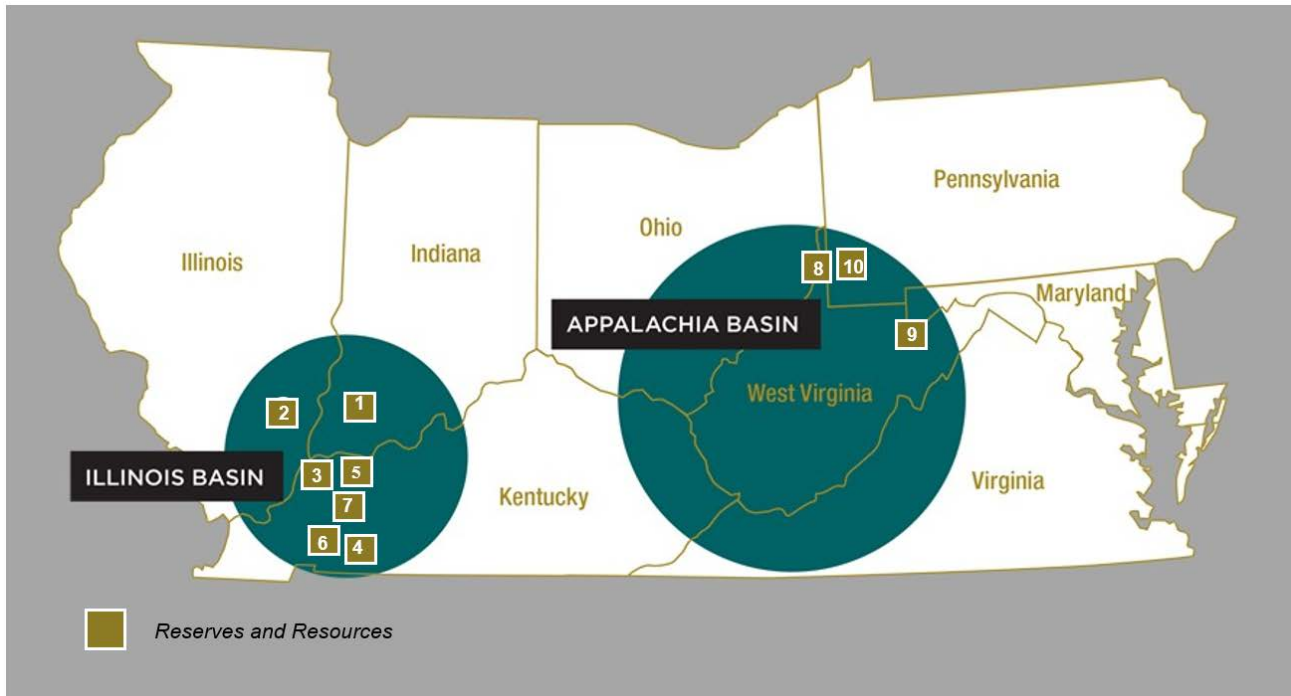 Pennsylvania
Ohio
Indiana
Illinois
8
10
Maryland
APPALACHIA BASIN
9
West Virginia
1
2
ILLINOIS BASIN
3
5
Virginia
Kentucky
7
6
4
Reserves and Resources